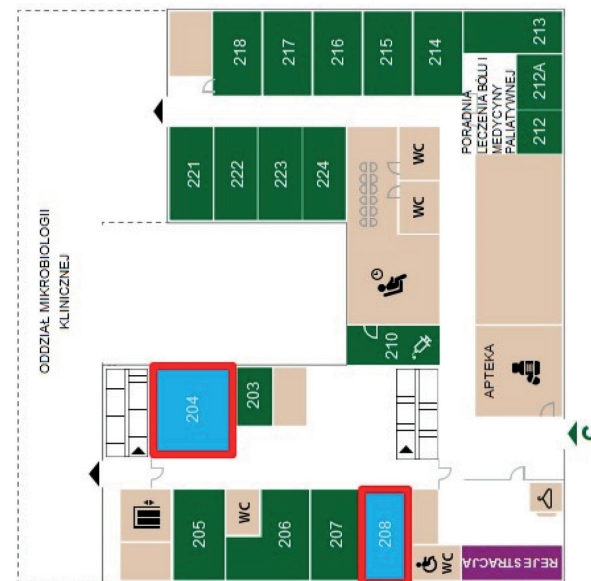 218
217
216
215
214
213
212A
212
PORADNIA
LECZENIA BÓLU I
MEDYCYNY
PALIATYWNEJ
221
222
223
224
WC
WC
ODDZIAŁ MIKROBIOLOGII
KLINICZNEJ
210
APTEKA
204
203
C
205
WC
206
207
208
WC
REJESTRACJA